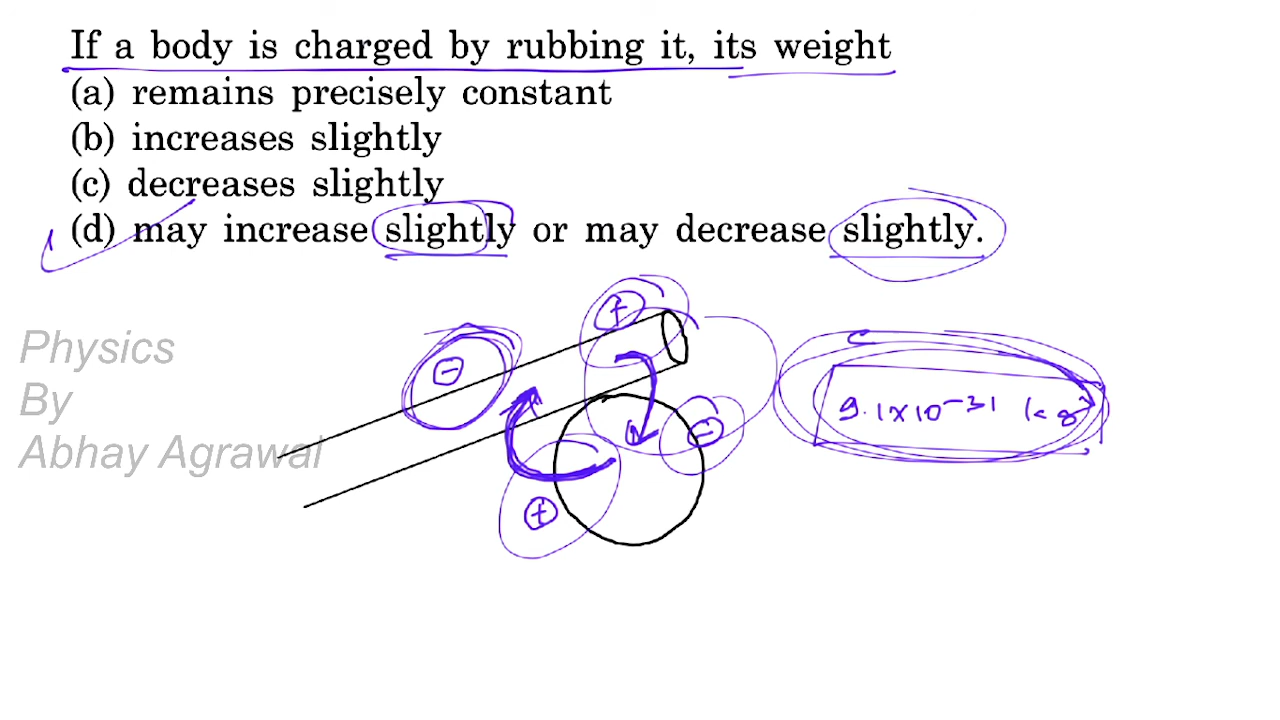 If a body is charged by rubbing it, its weight
(a) remains precisely constant
(b) increases slightly
(c) decreases slightly
(d) may increase slightly or may decrease slightly.
+
-
9.1×10⁻³¹ kg
-
+
Physics
By
Abhay Agrawal